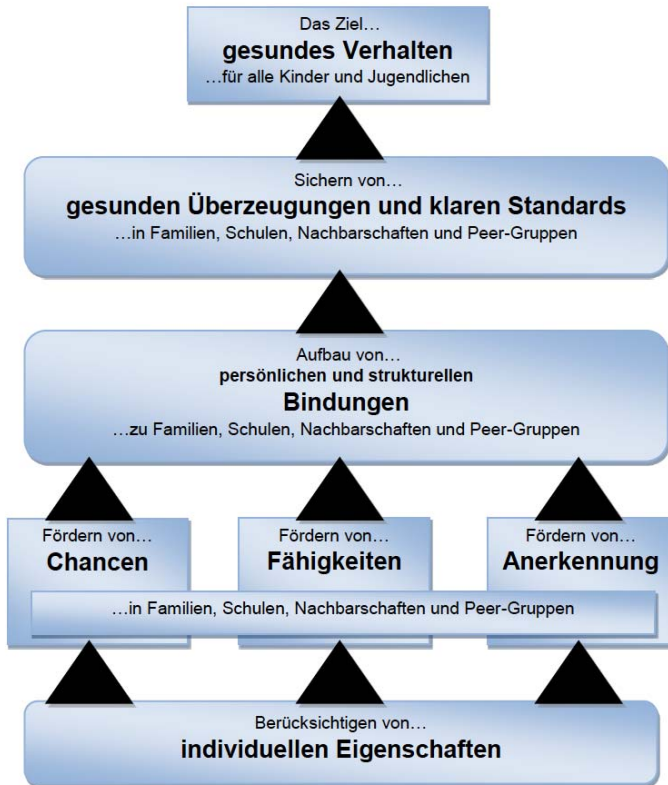 Das Ziel…
gesundes Verhalten
…für alle Kinder und Jugendlichen
Sichern von…
gesunden Überzeugungen und klaren Standards
…in Familien, Schulen, Nachbarschaften und Peer-Gruppen
Aufbau von…
persönlichen und strukturellen
Bindungen
…zu Familien, Schulen, Nachbarschaften und Peer-Gruppen
Fördern von…
Chancen
Fördern von…
Fähigkeiten
Fördern von…
Anerkennung
…in Familien, Schulen, Nachbarschaften und Peer-Gruppen
Berücksichtigen von…
individuellen Eigenschaften